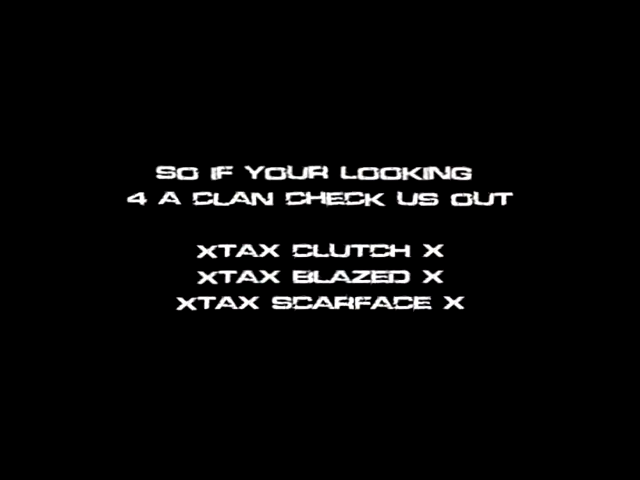 SO IF YOUR LOOKING
4 A CLAN CHECK US OUT
XTAX CLUTCH X
XTAX BLAZED X
XTAX SCARFACE X